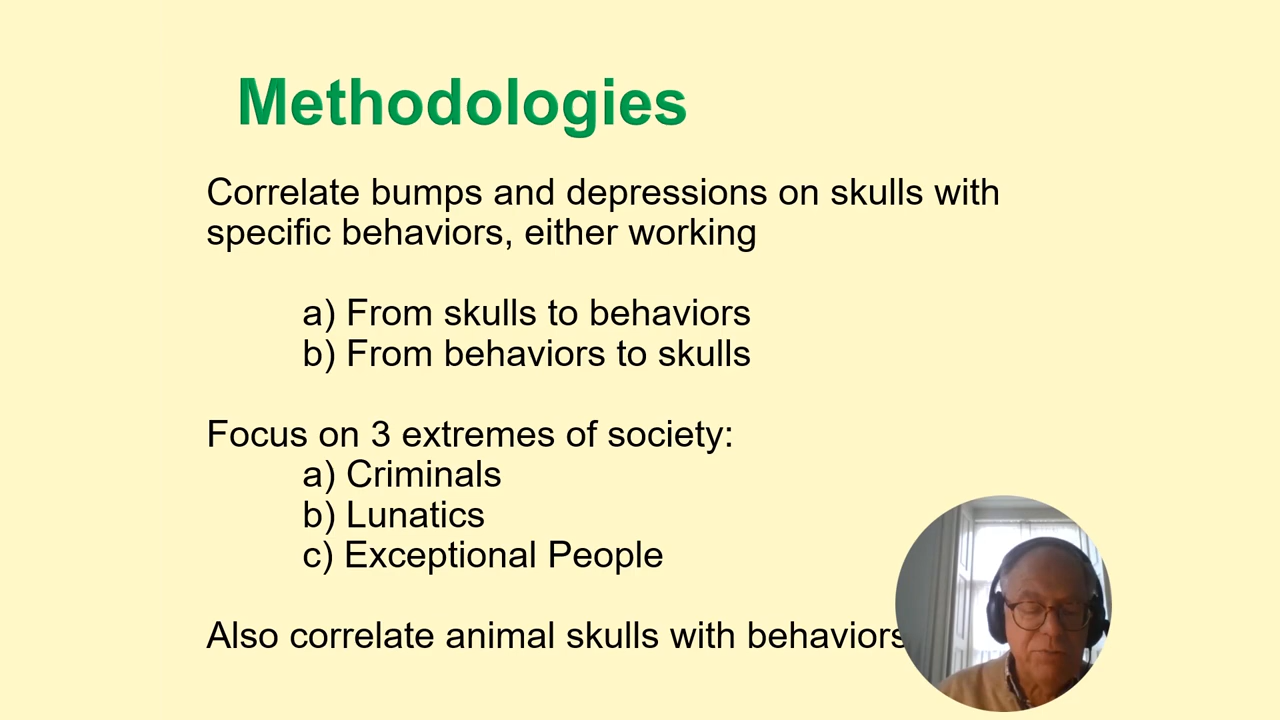 Methodologies
Correlate bumps and depressions on skulls with
specific behaviors, either working
a) From skulls to behaviors
b) From behaviors to skulls
Focus on 3 extremes of society:
a) Criminals
b) Lunatics
c) Exceptional People
Also correlate animal skulls with behaviors